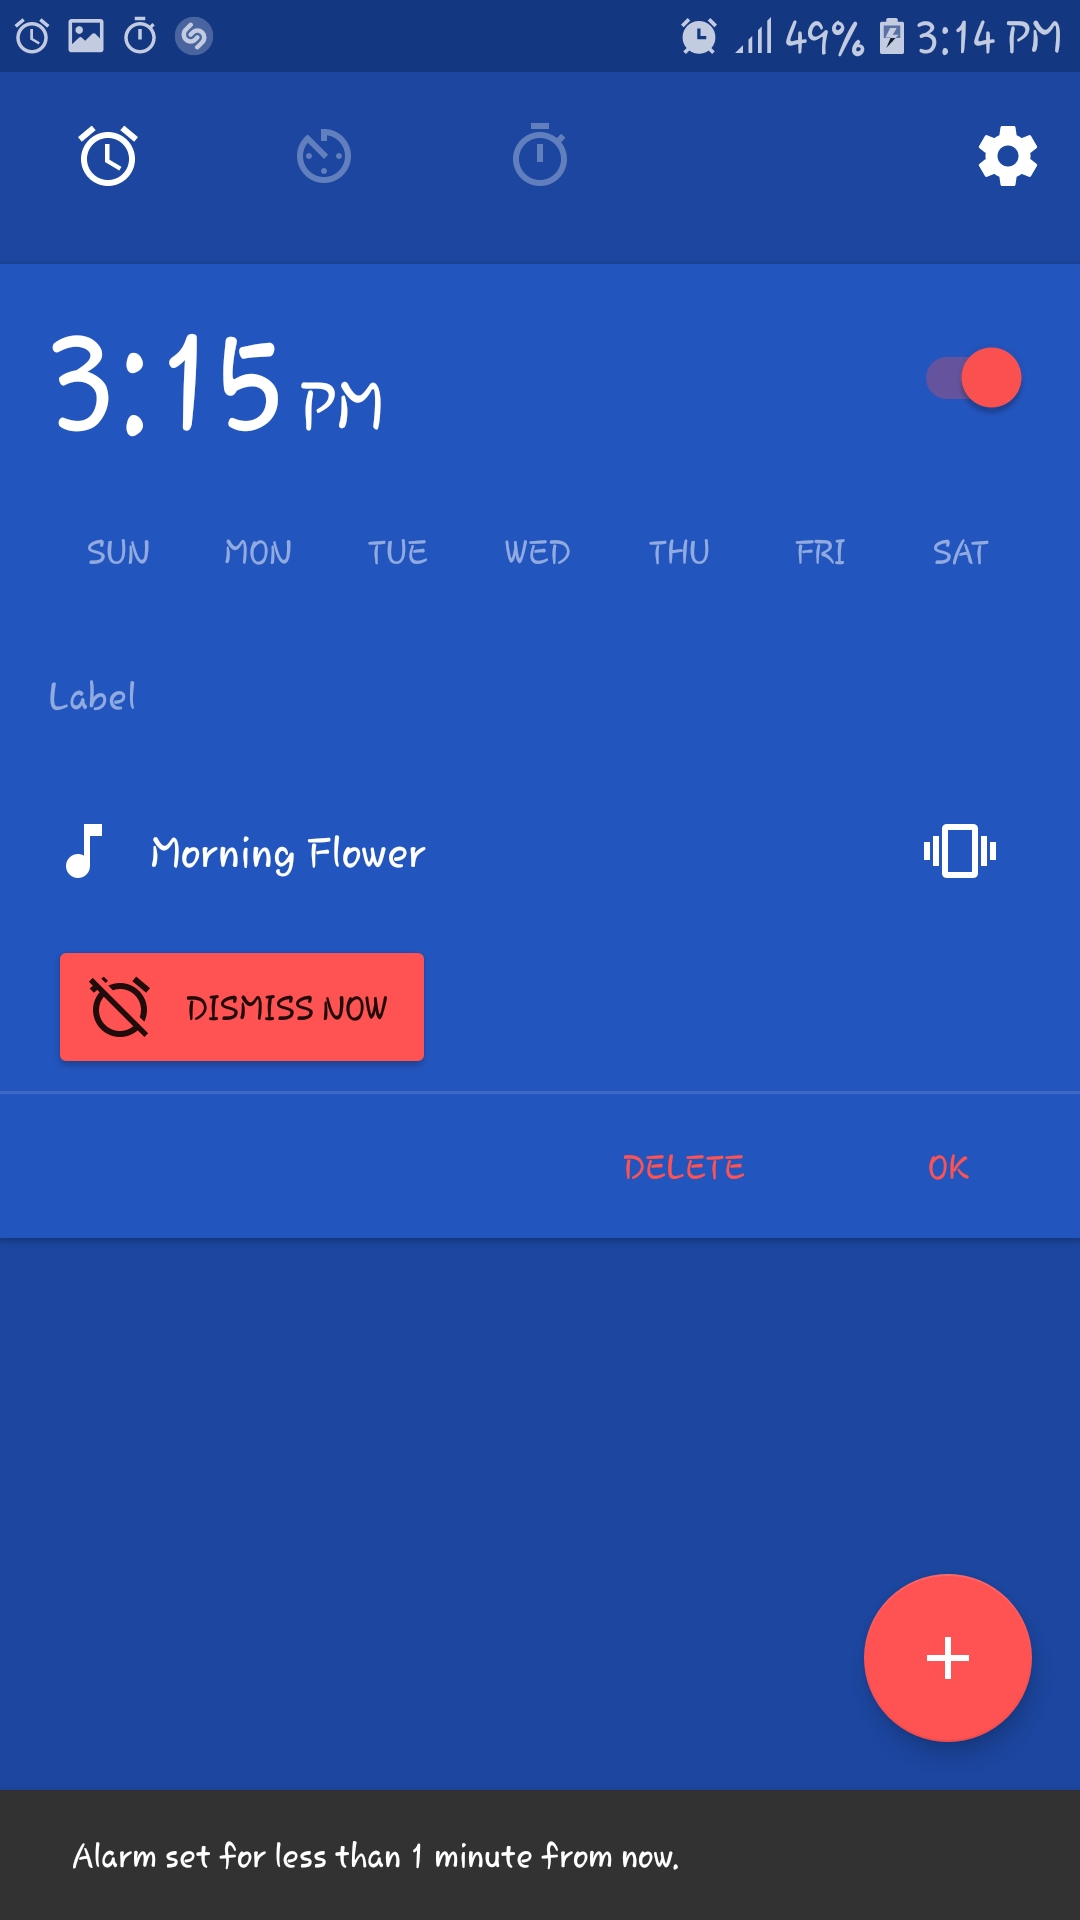 49% 3:14 PM
3:15 PM
SUN MON TUE WED THU FRI SAT
Label
Morning Flower
DISMISS NOW
DELETE OK
Alarm set for less than 1 minute from now.